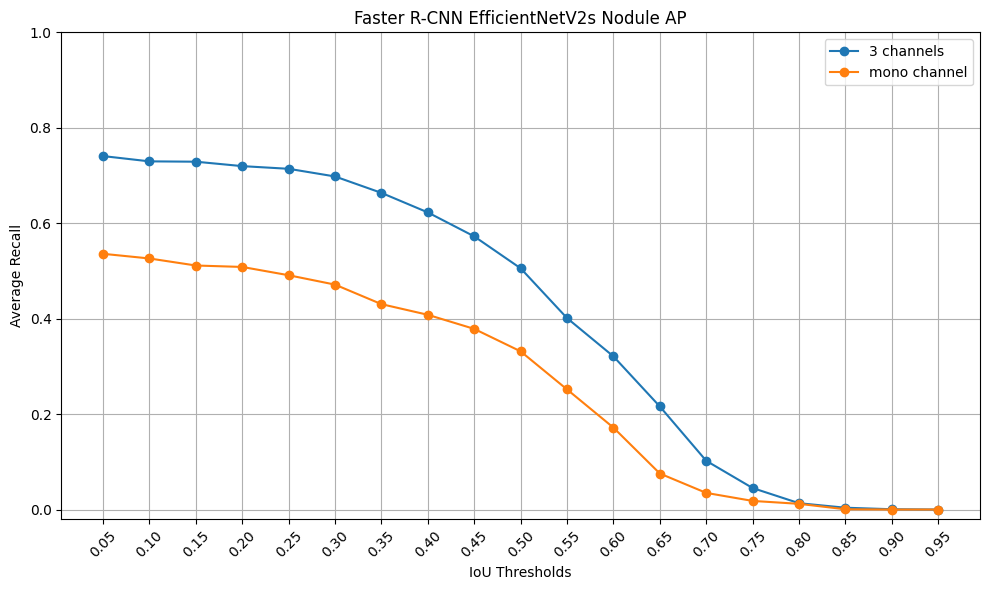 Faster R-CNN EfficientNetV2s Nodule AP
3 channels
mono channel
Average Recall
1.0
0.8
0.6
0.4
0.2
0.0
0.05 0.10 0.15 0.20 0.25 0.30 0.35 0.40 0.45 0.50 0.55 0.60 0.65 0.70 0.75 0.80 0.85 0.90 0.95
IoU Thresholds